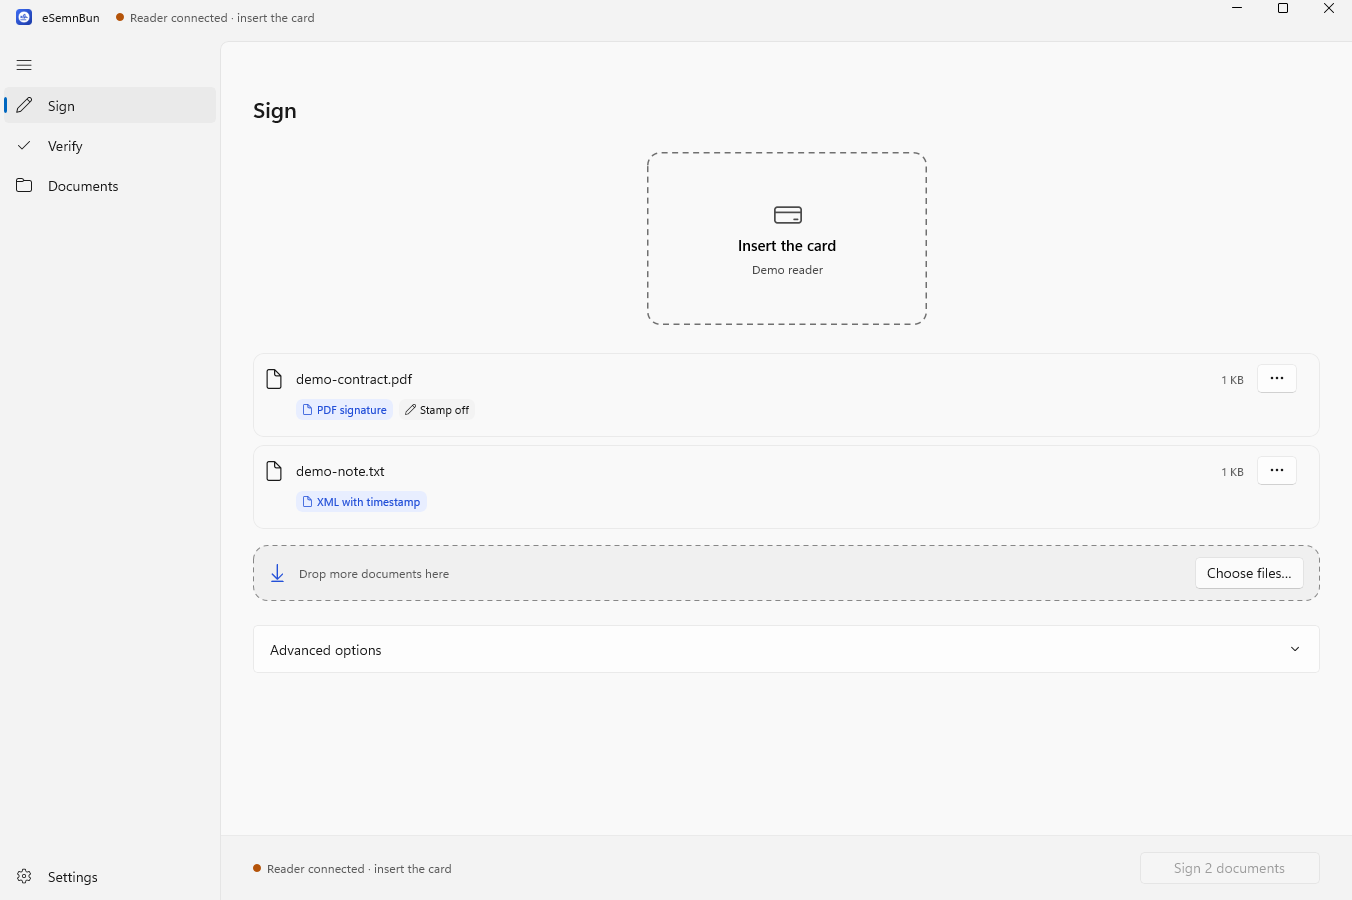 eSemnBun
Reader connected · insert the card
Sign
Verify
Documents
Sign
Insert the card
Demo reader
demo-contract.pdf
1 KB
PDF signature
Stamp off
demo-note.txt
1 KB
XML with timestamp
Drop more documents here
Choose files...
Advanced options
Settings
Reader connected · insert the card
Sign 2 documents